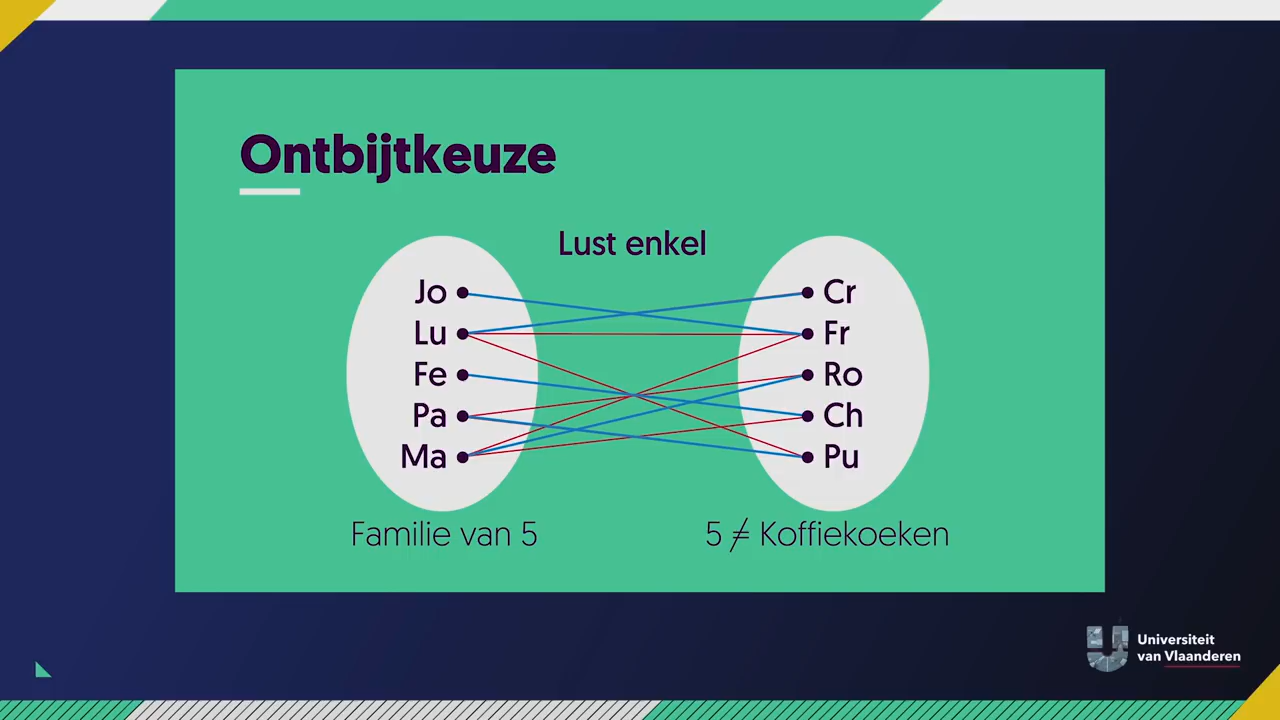 Ontbijtkeuze
Lust enkel
Jo
Lu
Fe
Pa
Ma
Cr
Fr
Ro
Ch
Pu
Familie van 5
5 ≠ Koffiekoeken
Universiteit
van Vlaanderen